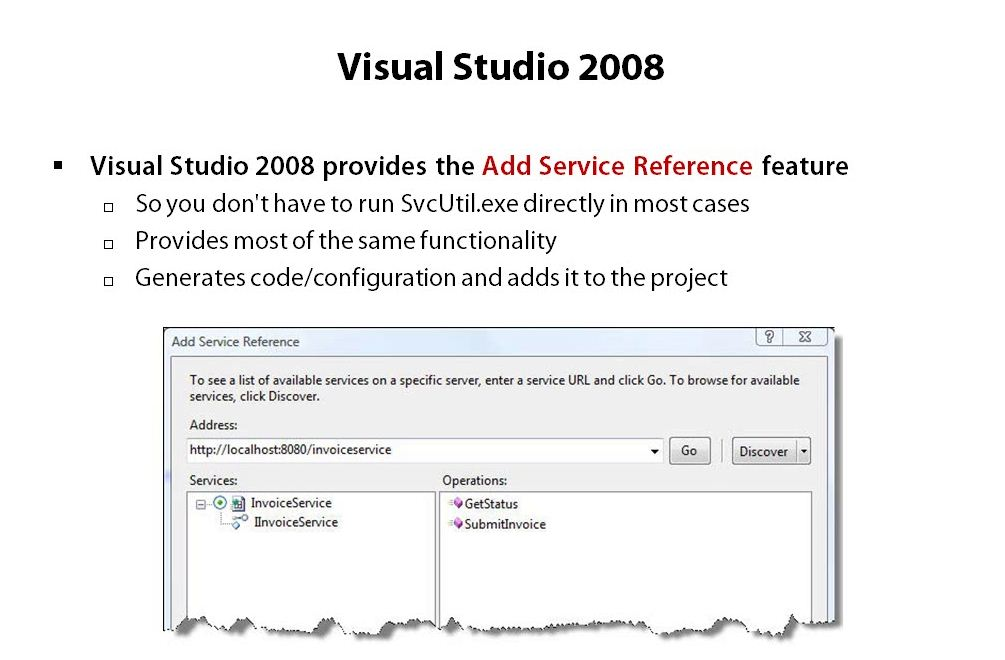 Visual Studio 2008
Visual Studio 2008 provides the Add Service Reference feature
So you don't have to run SvcUtil.exe directly in most cases
Provides most of the same functionality
Generates code/configuration and adds it to the project
Add Service Reference
To see a list of available services on a specific server, enter a service URL and click Go. To browse for available
services, click Discover.
Address:
http://localhost:8080/invoiceservice Go Discover
Services: Operations:
InvoiceService GetStatus
IInvoiceService SubmitInvoice